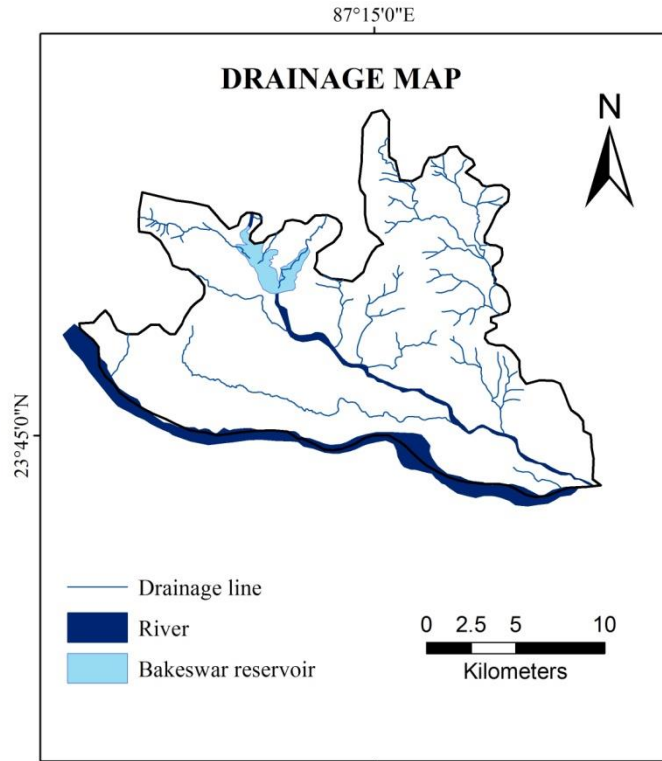 87°15'0"E
DRAINAGE MAP
N
23°45'0"N
Drainage line
River
Bakeswar reservoir
0 2.5 5 10
Kilometers